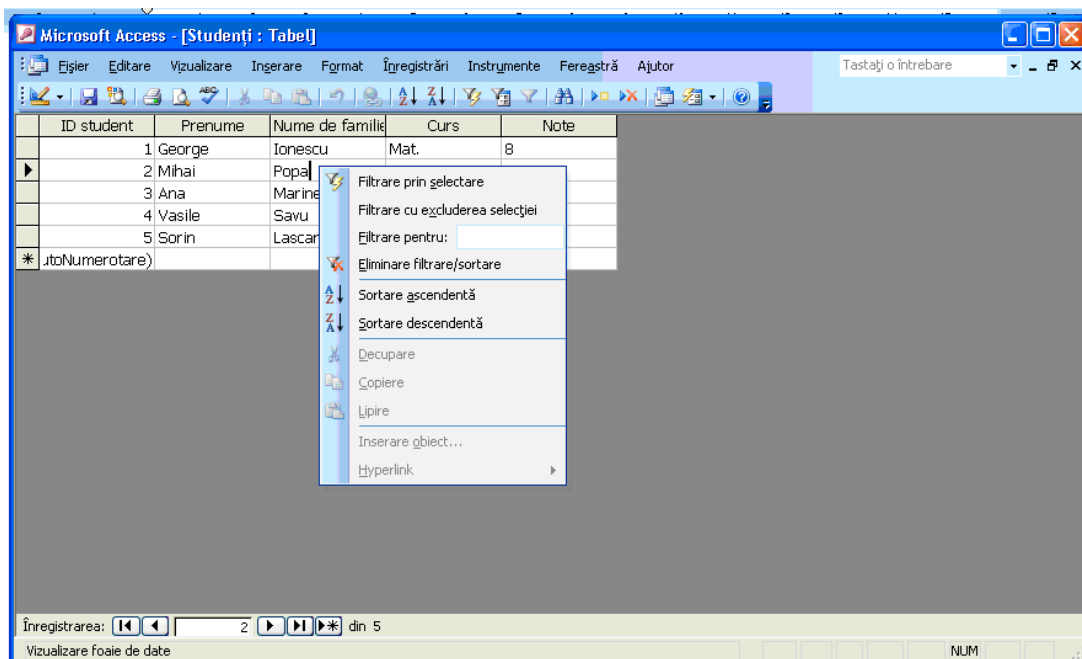 Microsoft Access - [Studenți : Tabel]
Fișier Editare Vizualizare Inserare Format Înregistrări Instrumente Fereastră Ajutor Tastați o întrebare
ID student Prenume Nume de familie Curs Note
1 George Ionescu Mat. 8
2 Mihai Popa
3 Ana Marine
4 Vasile Savu
5 Sorin Lascar
utoNumerotare)
Filtrare prin selectare
Filtrare cu excluderea selecției
Filtrare pentru:
Eliminare filtrare/sortare
Sortare ascendentă
Sortare descendentă
Decupare
Copiere
Lipire
Inserare obiect...
Hyperlink
Înregistrarea: 2 din 5
Vizualizare foaie de date NUM